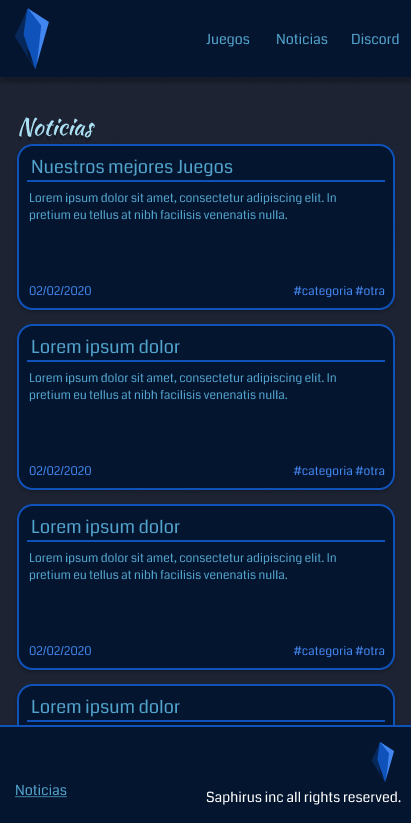 Juegos Noticias Discord
Noticias
Nuestros mejores Juegos
Lorem ipsum dolor sit amet, consectetur adipiscing elit. In
pretium eu tellus at nibh facilisis venenatis nulla.
02/02/2020 #categoria #otra
Lorem ipsum dolor
Lorem ipsum dolor sit amet, consectetur adipiscing elit. In
pretium eu tellus at nibh facilisis venenatis nulla.
02/02/2020 #categoria #otra
Lorem ipsum dolor
Lorem ipsum dolor sit amet, consectetur adipiscing elit. In
pretium eu tellus at nibh facilisis venenatis nulla.
02/02/2020 #categoria #otra
Lorem ipsum dolor
Noticias
Saphirus inc all rights reserved.